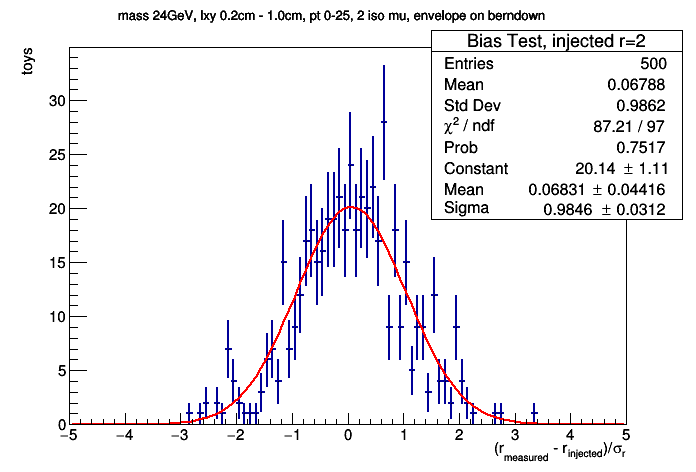 mass 24GeV, lxy 0.2cm - 1.0cm, pt 0-25, 2 iso mu, envelope on berndown
Bias Test, injected r=2
Entries 500
Mean 0.06788
Std Dev 0.9862
χ² / ndf 87.21 / 97
Prob 0.7517
Constant 20.14 ± 1.11
Mean 0.06831 ± 0.04416
Sigma 0.9846 ± 0.0312
toys
30
25
20
15
10
5
0
−5 −4 −3 −2 −1 0 1 2 3 4 5
(r_measured - r_injected)/σ_r